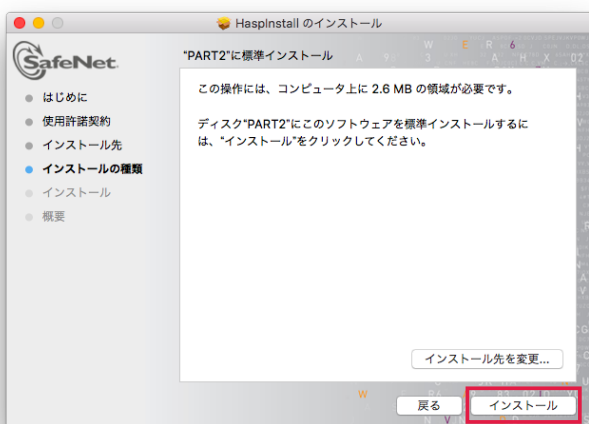 HaspInstall のインストール
SafeNet.
"PART2"に標準インストール
はじめに
使用許諾契約
インストール先
インストールの種類
インストール
概要
この操作には、コンピュータ上に 2.6 MB の領域が必要です。
ディスク"PART2"にこのソフトウェアを標準インストールするに
は、"インストール"をクリックしてください。
インストール先を変更...
戻る
インストール